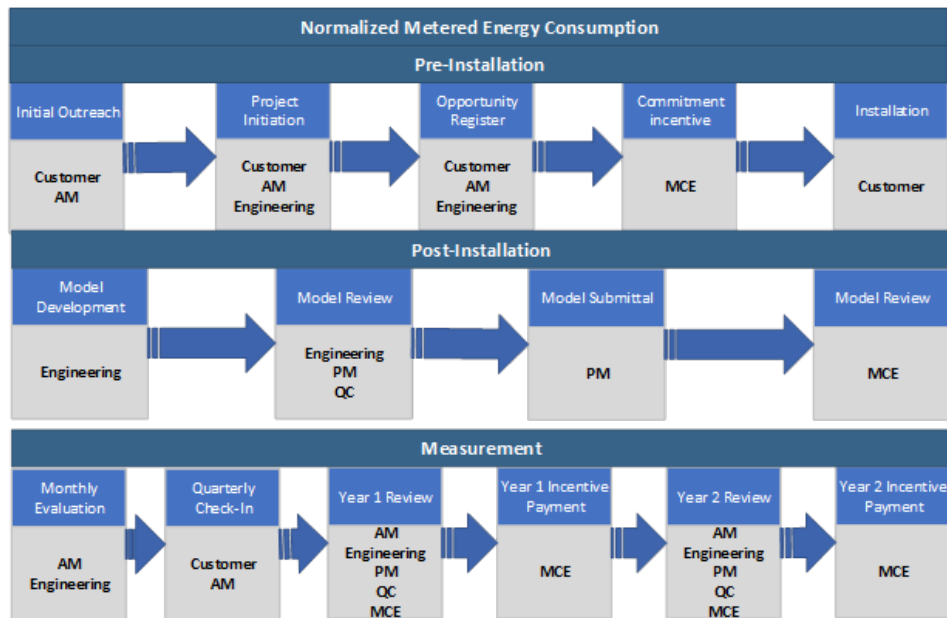 Normalized Metered Energy Consumption
Pre-Installation
Initial Outreach
Customer
AM
Project
Initiation
Customer
AM
Engineering
Opportunity
Register
Customer
AM
Engineering
Commitment
incentive
MCE
Installation
Customer
Post-Installation
Model
Development
Engineering
Model Review
Engineering
PM
QC
Model Submittal
PM
Model Review
MCE
Measurement
Monthly
Evaluation
AM
Engineering
Quarterly
Check-In
Customer
AM
Year 1 Review
AM
Engineering
PM
QC
MCE
Year 1 Incentive
Payment
MCE
Year 2 Review
AM
Engineering
PM
QC
MCE
Year 2 Incentive
Payment
MCE